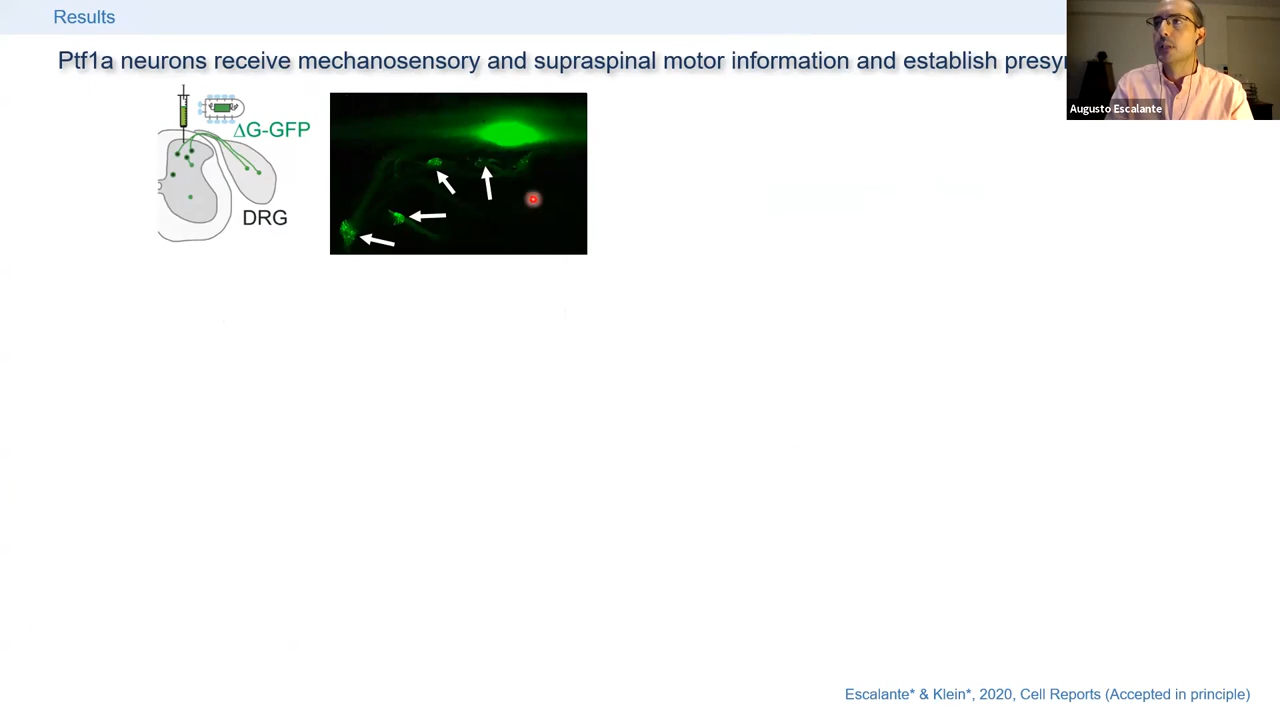 Results
Ptf1a neurons receive mechanosensory and supraspinal motor information and establish
ΔG-GFP
DRG
Augusto Escalante
Escalante* & Klein*, 2020, Cell Reports (Accepted in principle)